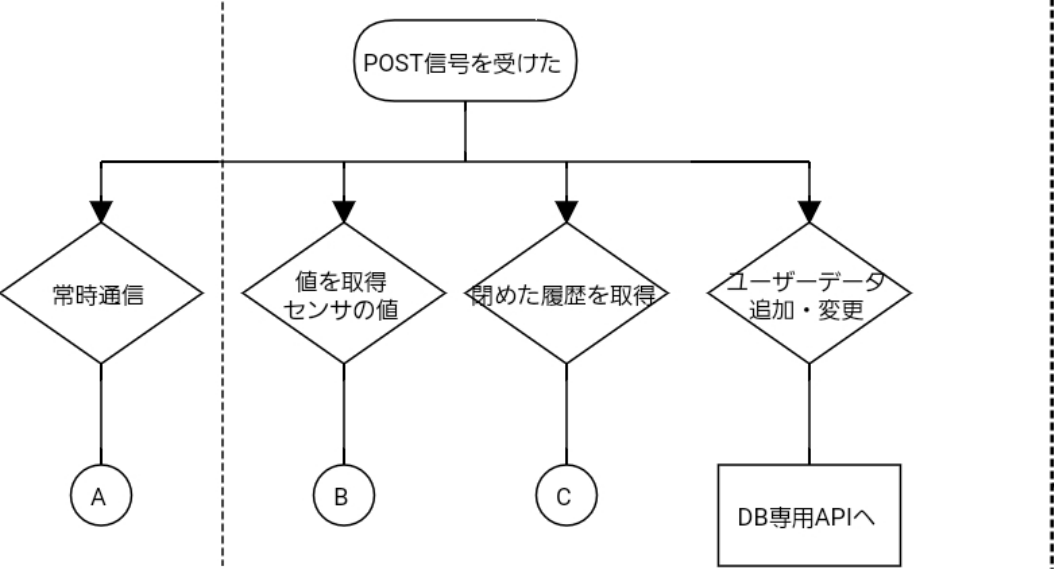 POST信号を受けた
常時通信
値を取得
センサの値
閉めた履歴を取得
ユーザーデータ
追加・変更
A
B
C
DB専用APIへ